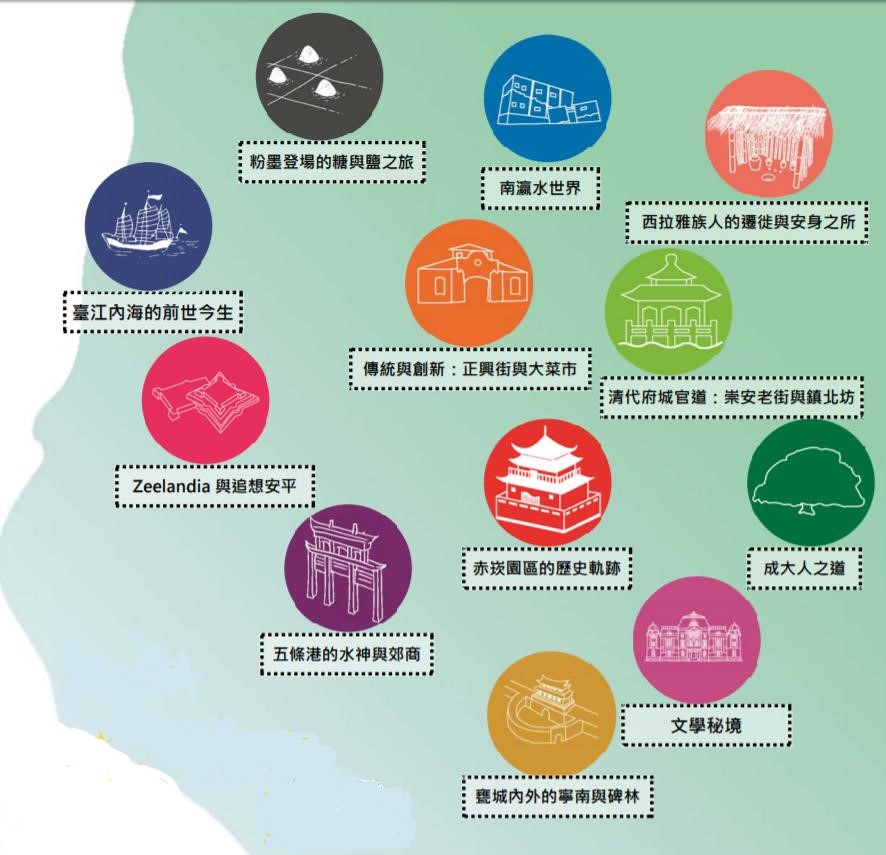 粉墨登場的糖與鹽之旅
南瀛水世界
西拉雅族人的遷徙與安身之所
臺江內海的前世今生
傳統與創新：正興街與大菜市
清代府城官道：崇安老街與鎮北坊
Zeelandia 與追想安平
赤崁園區的歷史軌跡
成大人之道
五條港的水神與郊商
文學秘境
甕城內外的寧南與碑林